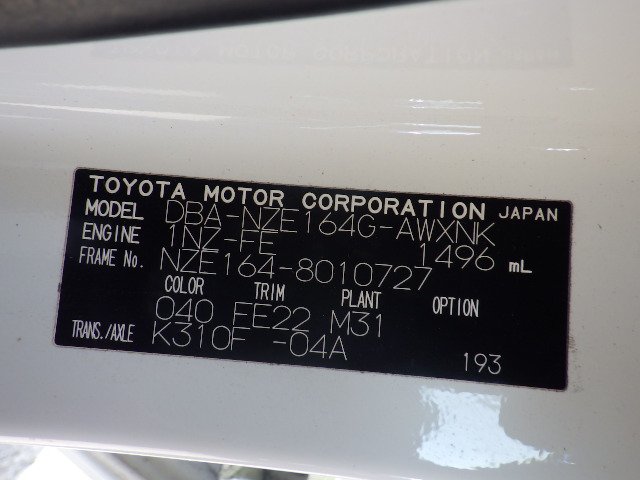 TOYOTA MOTOR CORPORATION JAPAN
MODEL DBA-NZE164G-AWXNK
ENGINE 1NZ-FE 1496 mL
FRAME No. NZE164-8010727
COLOR TRIM PLANT OPTION
040 FE22 M31
TRANS./AXLE K310F -04A
193